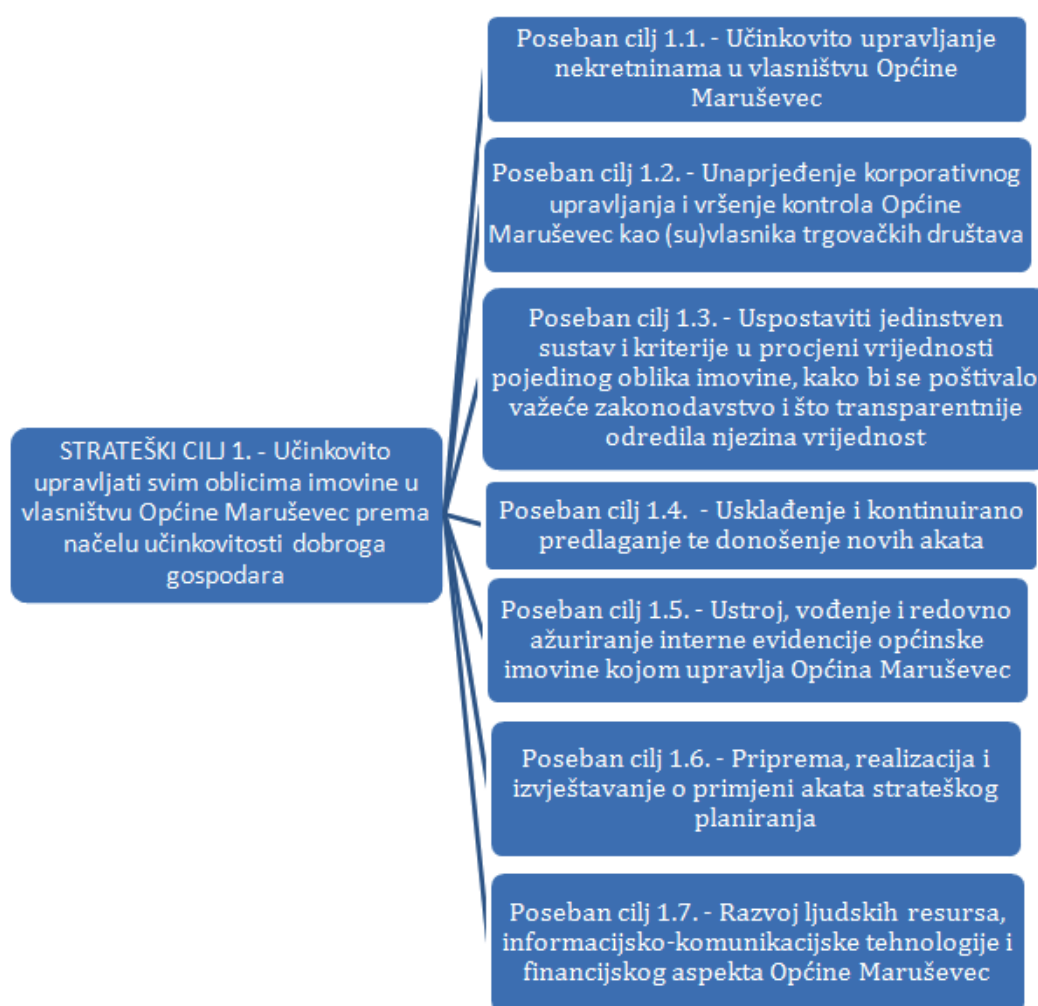 STRATEŠKI CILJ 1. - Učinkovito
upravljati svim oblicima imovine u
vlasništvu Općine Maruševec prema
načelu učinkovitosti dobroga
gospodara
Poseban cilj 1.1. - Učinkovito upravljanje
nekretninama u vlasništvu Općine
Maruševec
Poseban cilj 1.2. - Unaprjeđenje korporativnog
upravljanja i vršenje kontrola Općine
Maruševec kao (su)vlasnika trgovačkih društava
Poseban cilj 1.3. - Uspostaviti jedinstven
sustav i kriterije u procjeni vrijednosti
pojedinog oblika imovine, kako bi se poštivalo
važeće zakonodavstvo i što transparentnije
odredila njezina vrijednost
Poseban cilj 1.4. - Usklađenje i kontinuirano
predlaganje te donošenje novih akata
Poseban cilj 1.5. - Ustroj, vođenje i redovno
ažuriranje interne evidencije općinske
imovine kojom upravlja Općina Maruševec
Poseban cilj 1.6. - Priprema, realizacija i
izvještavanje o primjeni akata strateškog
planiranja
Poseban cilj 1.7. - Razvoj ljudskih resursa,
informacijsko-komunikacijske tehnologije i
financijskog aspekta Općine Maruševec